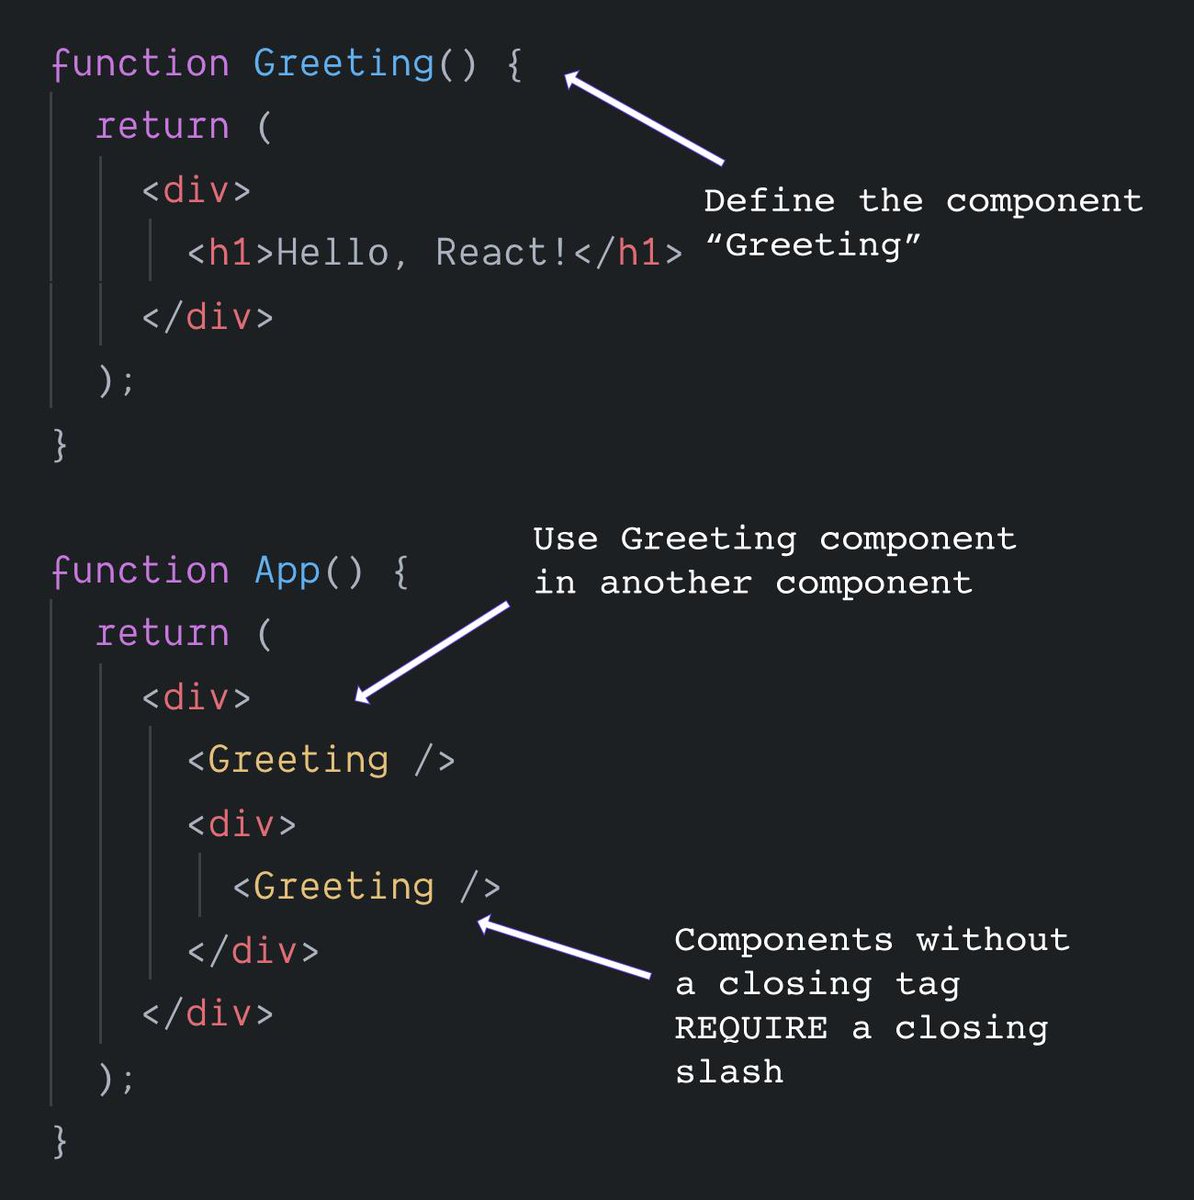 function Greeting() {
return (
<div>
<h1>Hello, React!</h1>
</div>
);
}
Define the component
“Greeting”
function App() {
return (
<div>
<Greeting />
<div>
<Greeting />
</div>
</div>
);
}
Use Greeting component
in another component
Components without
a closing tag
REQUIRE a closing
slash